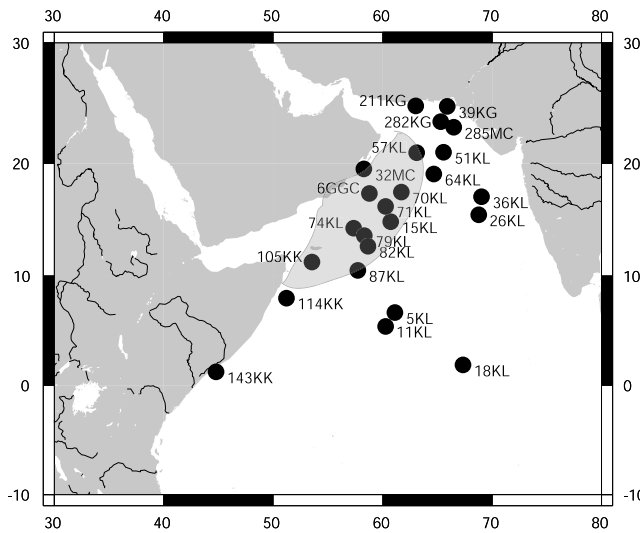 30 40 50 60 70 80
30 30
211KG 39KG
282KG 285MC
57KL 51KL
20 20
32MC 64KL
6GGC 70KL 36KL
71KL 26KL
74KL 15KL
79KL
82KL
105KK
10 87KL 10
114KK 5KL
11KL
143KK 18KL
0 0
-10 -10
30 40 50 60 70 80